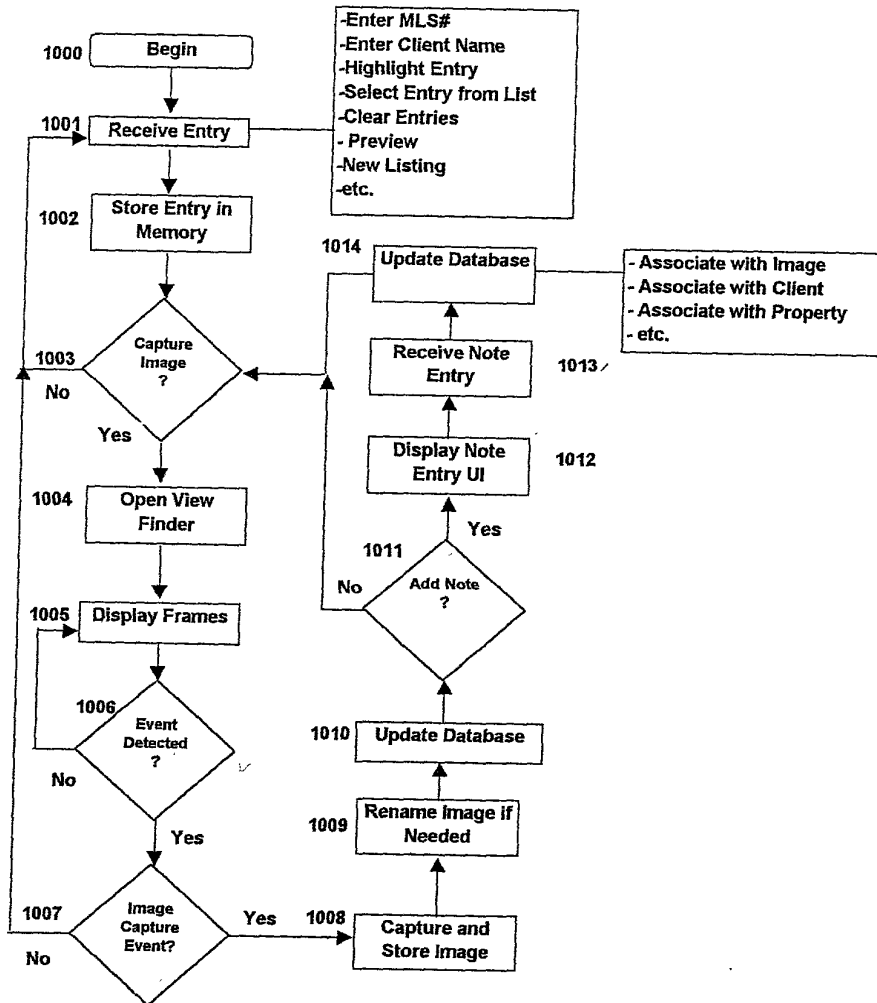 1000
Begin
-Enter MLS#
-Enter Client Name
-Highlight Entry
-Select Entry from List
-Clear Entries
- Preview
-New Listing
-etc.
1001
Receive Entry
1002
Store Entry in
Memory
1003
Capture
Image
?
No
Yes
1004
Open View
Finder
1005
Display Frames
1006
Event
Detected
?
No
Yes
1007
Image
Capture
Event?
No
Yes
1008
Capture and
Store Image
1009
Rename Image if
Needed
1010
Update Database
1011
Add Note
?
No
Yes
1012
Display Note
Entry UI
1013
Receive Note
Entry
1014
Update Database
- Associate with Image
- Associate with Client
- Associate with Property
- etc.